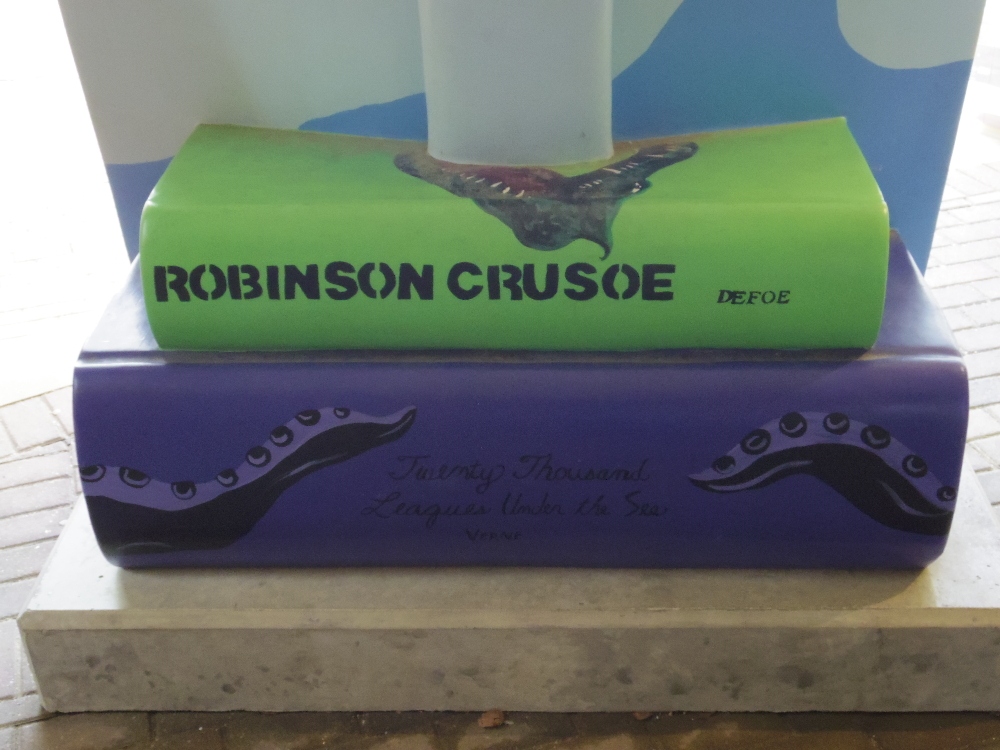 ROBINSON CRUSOE DEFOE
Twenty Thousand
Leagues Under the Sea
VERNE